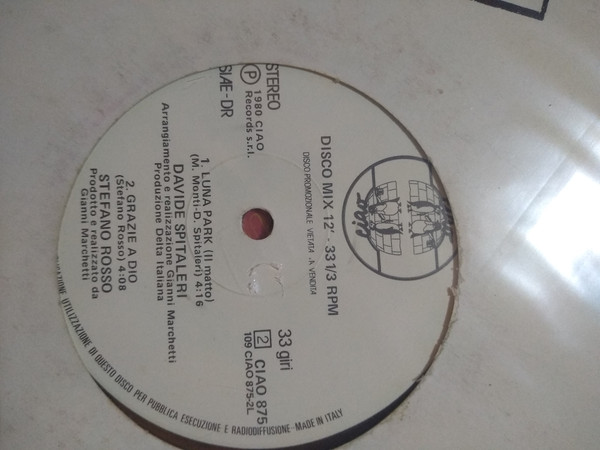 DISCO MIX 12' - 33 1/3 RPM
DISCO PROMOZIONALE VIETATA LA VENDITA
STEREO
Ⓟ 1980 CIAO
Records s.r.l.
SIAE-DR
33 giri
2 CIAO 875
109 CIAO 875-2L
1. LUNA PARK (Il matto)
(M. Monti-D. Spitaleri) 4:16
DAVIDE SPITALERI
Arrangiamento e realizzazione Gianni Marchetti
Produzione Delta Italiana
2. GRAZIE A DIO
(Stefano Rosso) 4:08
STEFANO ROSSO
Prodotto e realizzato da
Gianni Marchetti
UTILIZZAZIONE DI QUESTO DISCO PER PUBBLICA ESECUZIONE E RADIODIFFUSIONE - MADE IN ITALY